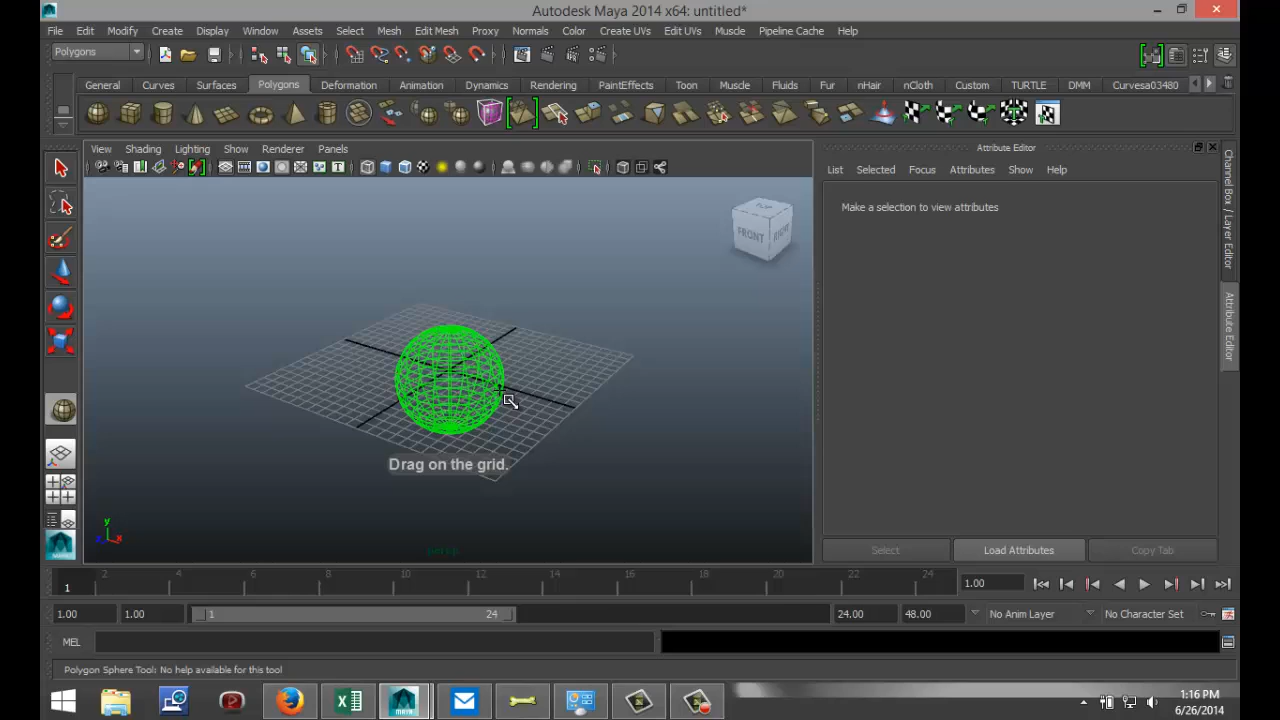 Autodesk Maya 2014 x64: untitled*
File Edit Modify Create Display Window Assets Select Mesh Edit Mesh Proxy Normals Color Create UVs Edit UVs Muscle Pipeline Cache Help
Polygons
General Curves Surfaces Polygons Deformation Animation Dynamics Rendering PaintEffects Toon Muscle Fluids Fur nHair nCloth Custom TURTLE DMM Curvesa03480
View Shading Lighting Show Renderer Panels
Attribute Editor
List Selected Focus Attributes Show Help
Make a selection to view attributes
Channel Box / Layer Editor
Attribute Editor
TOP
FRONT
RIGHT
Drag on the grid.
y
x
z
persp
Select Load Attributes Copy Tab
1 2 4 6 8 10 12 14 16 18 20 22 24 1.00
1.00 1.00 1 24 24.00 48.00 No Anim Layer No Character Set
MEL
Polygon Sphere Tool: No help available for this tool
1:16 PM
6/26/2014